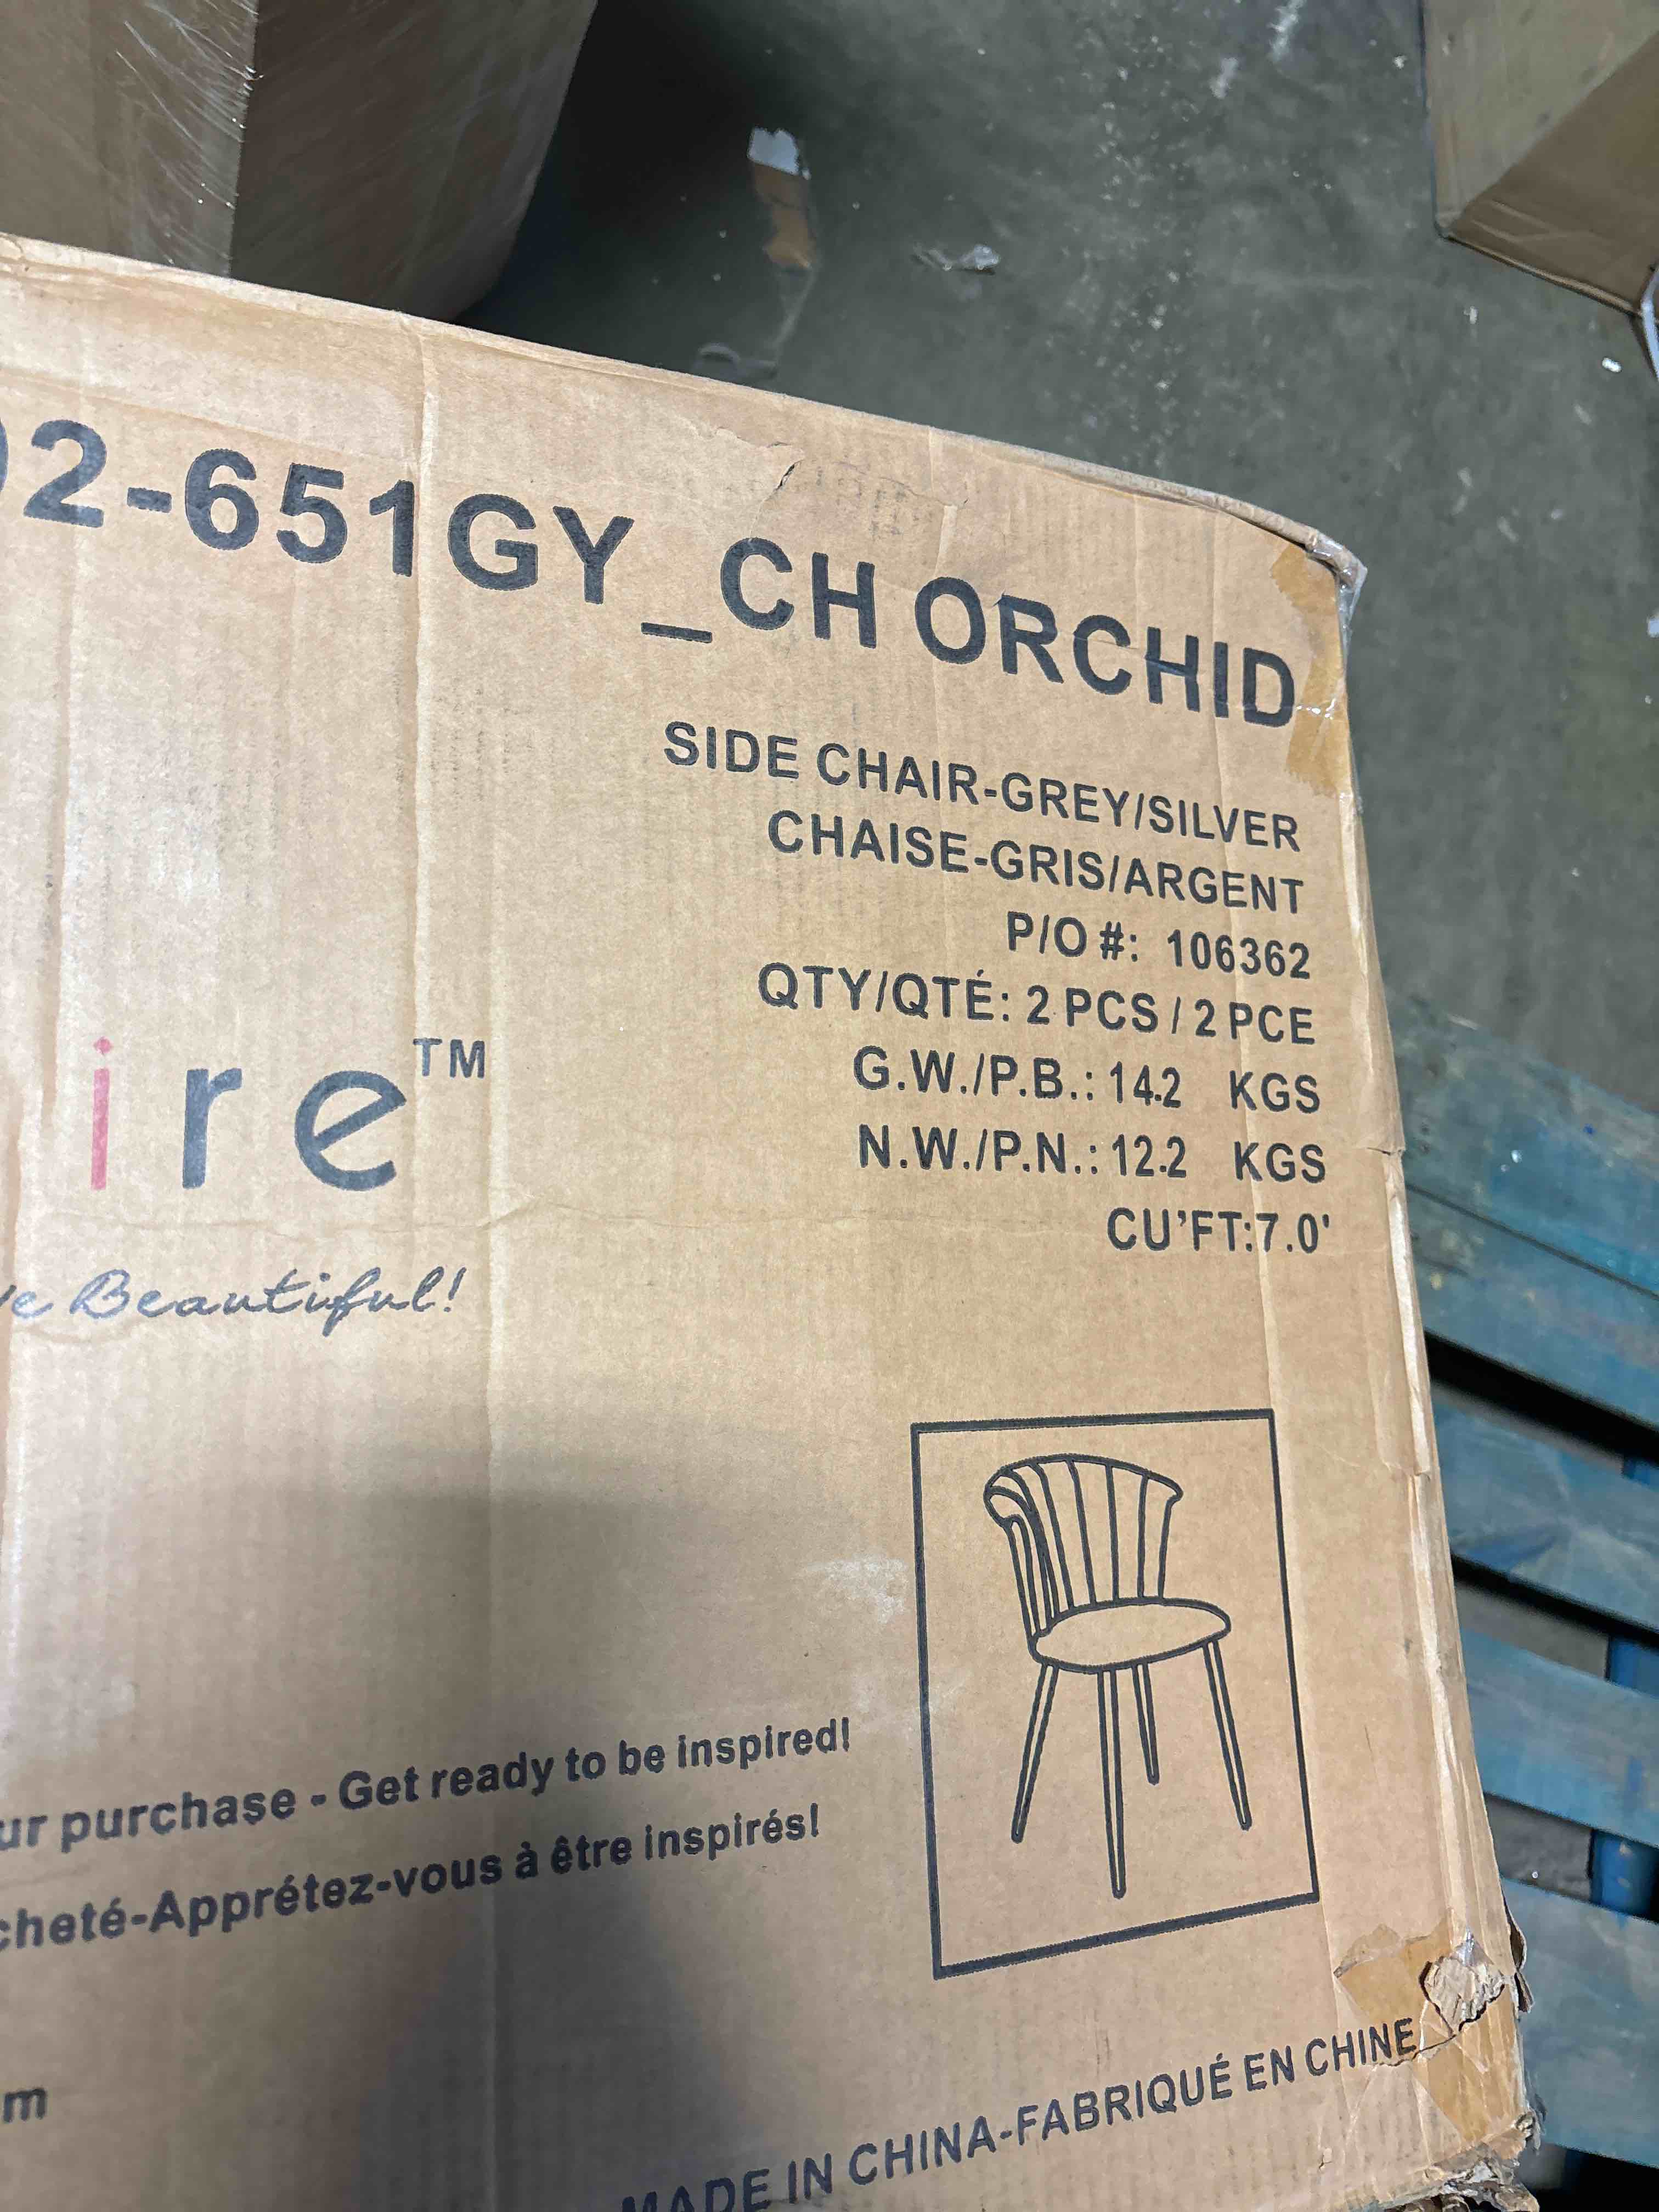 02-651GY_CH ORCHID
SIDE CHAIR-GREY/SILVER
CHAISE-GRIS/ARGENT
P/O #: 106362
QTY/QTÉ: 2 PCS / 2 PCE
G.W./P.B.: 14.2 KGS
N.W./P.N.: 12.2 KGS
CU'FT:7.0'
ire™
Beautiful!
ur purchase - Get ready to be inspired!
cheté-Apprétez-vous à être inspirés!
m
MADE IN CHINA-FABRIQUÉ EN CHINE